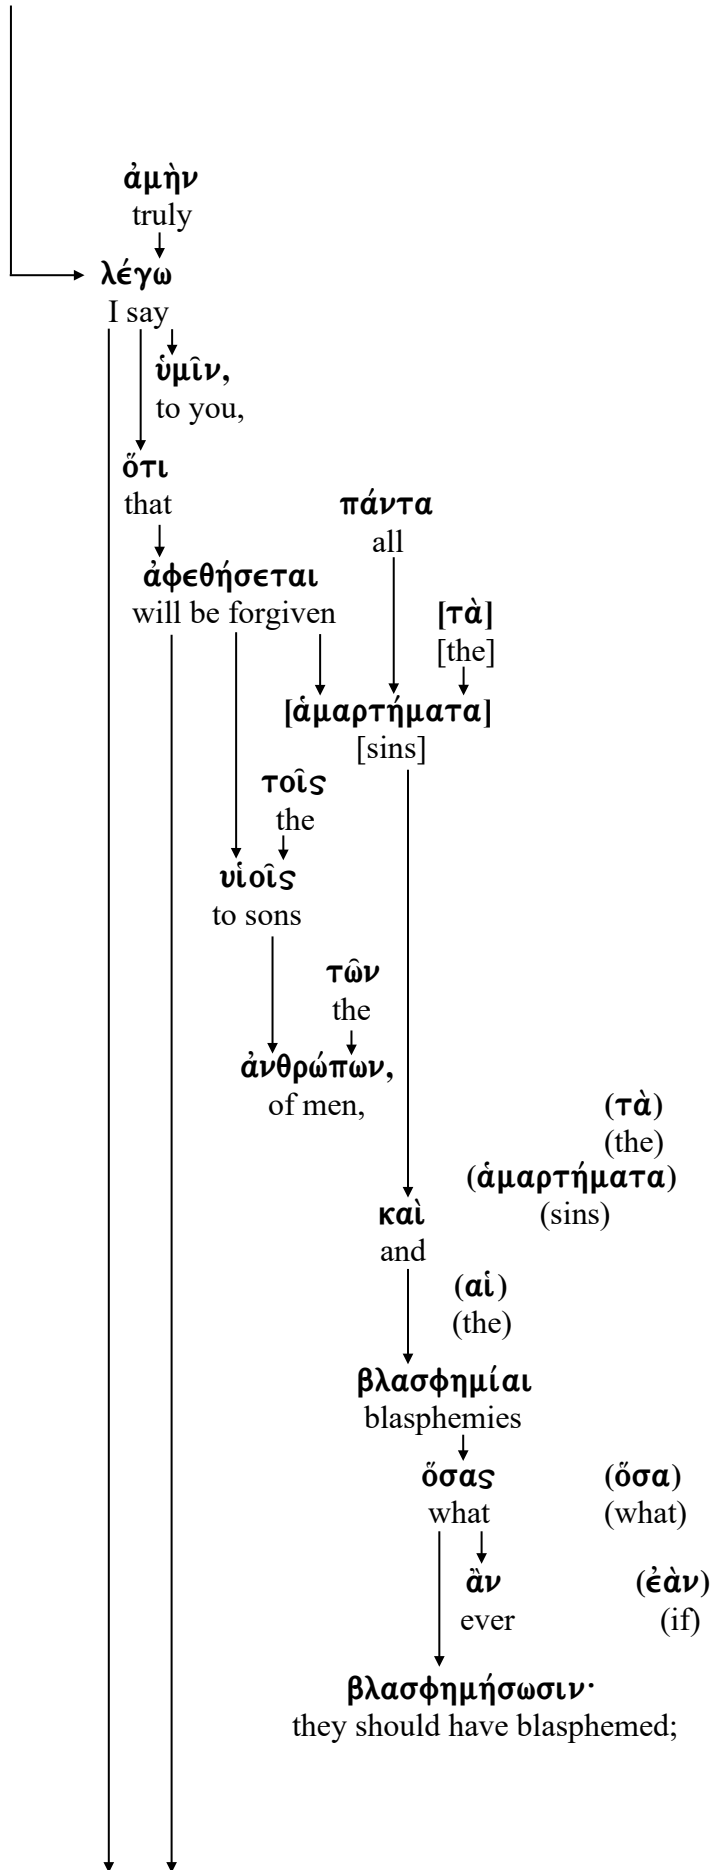 ἀμὴν
truly
λέγω
I say
ὑμῖν,
to you,
ὅτι
that
πάντα
all
ἀφεθήσεται
will be forgiven
[τὰ]
[the]
[ἁμαρτήματα]
[sins]
τοῖς
the
υἱοῖς
to sons
τῶν
the
ἀνθρώπων,
of men,
(τὰ)
(the)
(ἁμαρτήματα)
(sins)
καὶ
and
(αἱ)
(the)
βλασφημίαι
blasphemies
ὅσας (ὅσα)
what (what)
ἂν (ἐὰν)
ever (if)
βλασφημήσωσιν·
they should have blasphemed;